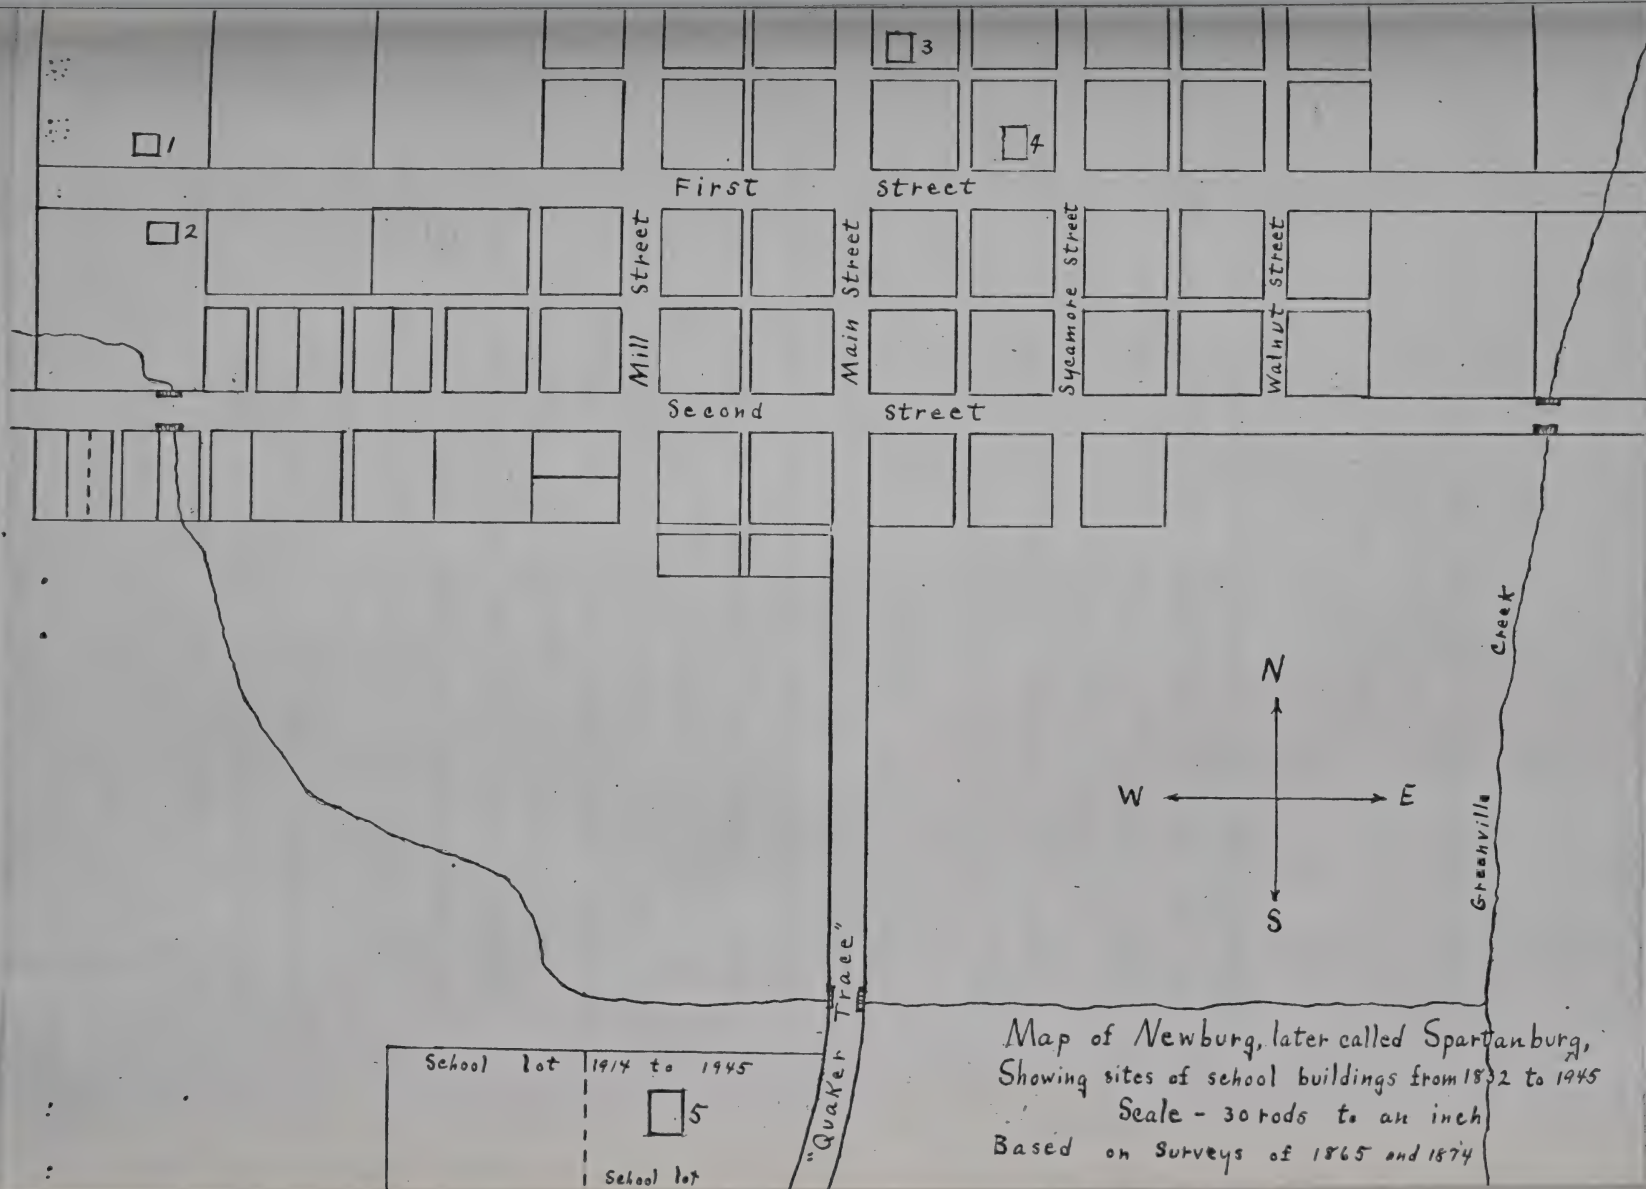 3
1
4
First Street
2
Mill Street
Main Street
Sycamore Street
Walnut Street
Second Street
Creek
Greenville
N
W E
S
"Quaker Trace"
School lot 1914 to 1945
5
School lot
Map of Newburg, later called Spartanburg,
Showing sites of school buildings from 1832 to 1945
Scale - 30 rods to an inch
Based on Surveys of 1865 and 1874